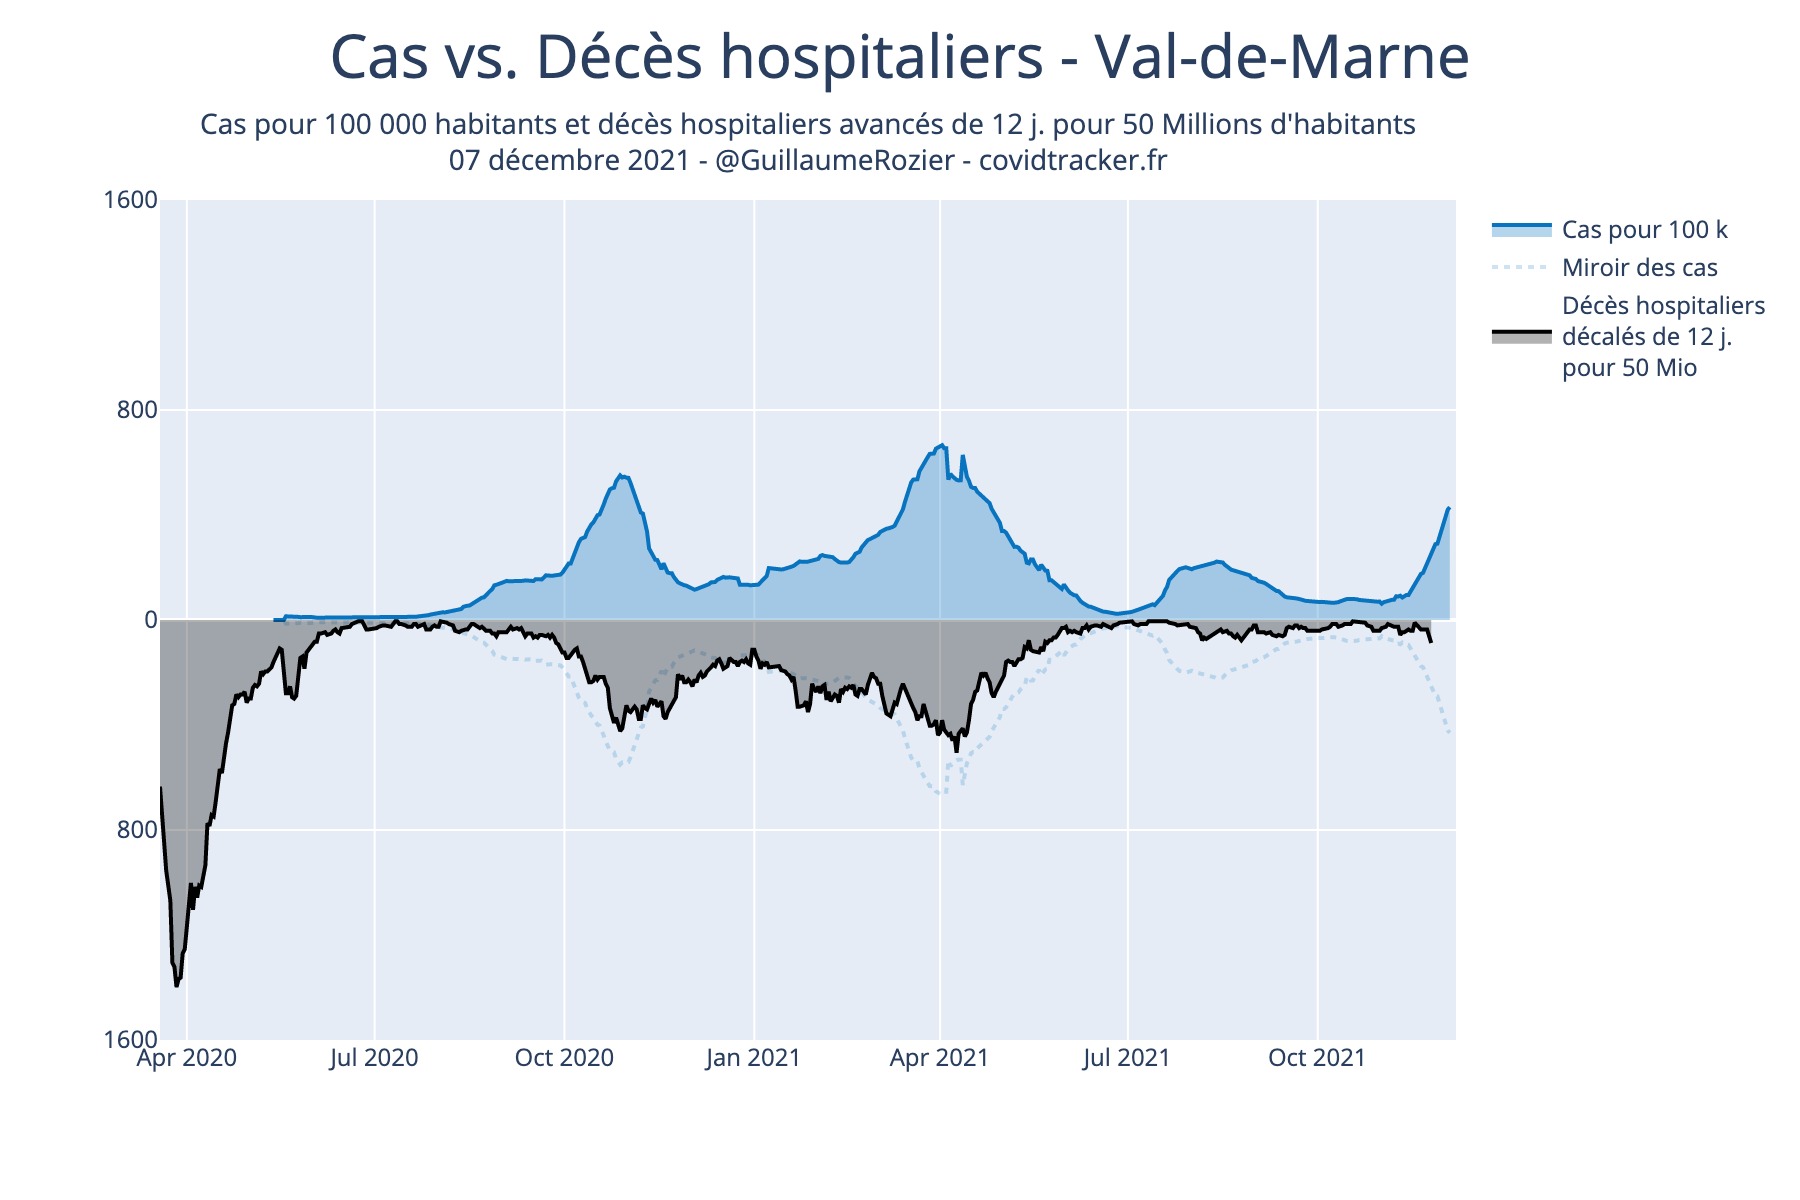 Cas vs. Décès hospitaliers - Val-de-Marne
Cas pour 100 000 habitants et décès hospitaliers avancés de 12 j. pour 50 Millions d'habitants
07 décembre 2021 - @GuillaumeRozier - covidtracker.fr
1600
800
0
800
1600
Apr 2020
Jul 2020
Oct 2020
Jan 2021
Apr 2021
Jul 2021
Oct 2021
Cas pour 100 k
Miroir des cas
Décès hospitaliers
décalés de 12 j.
pour 50 Mio